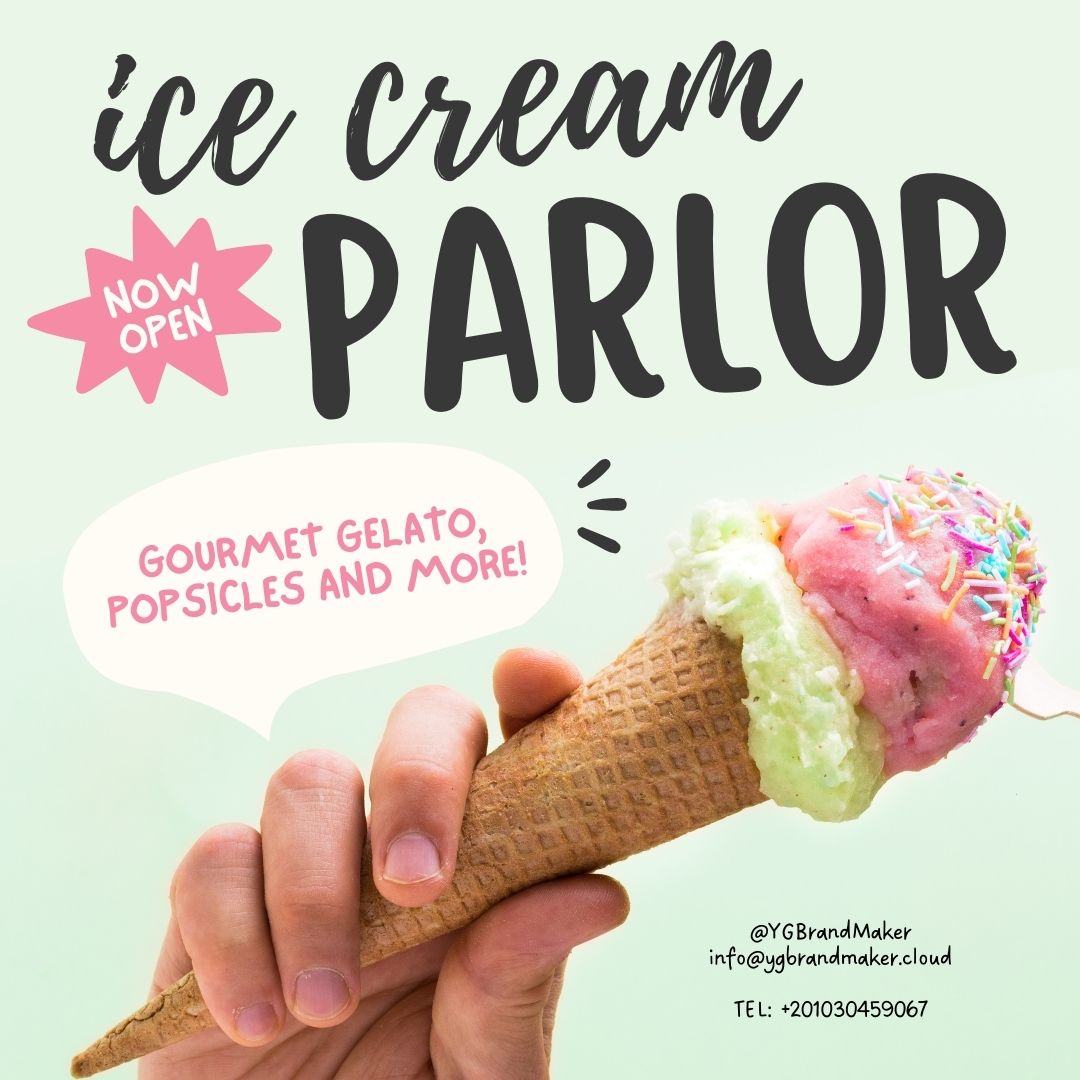 ice cream
PARLOR
NOW
OPEN
GOURMET GELATO,
POPSICLES AND MORE!
@YGBrandMaker
info@ygbrandmaker.cloud
TEL: +201030459067